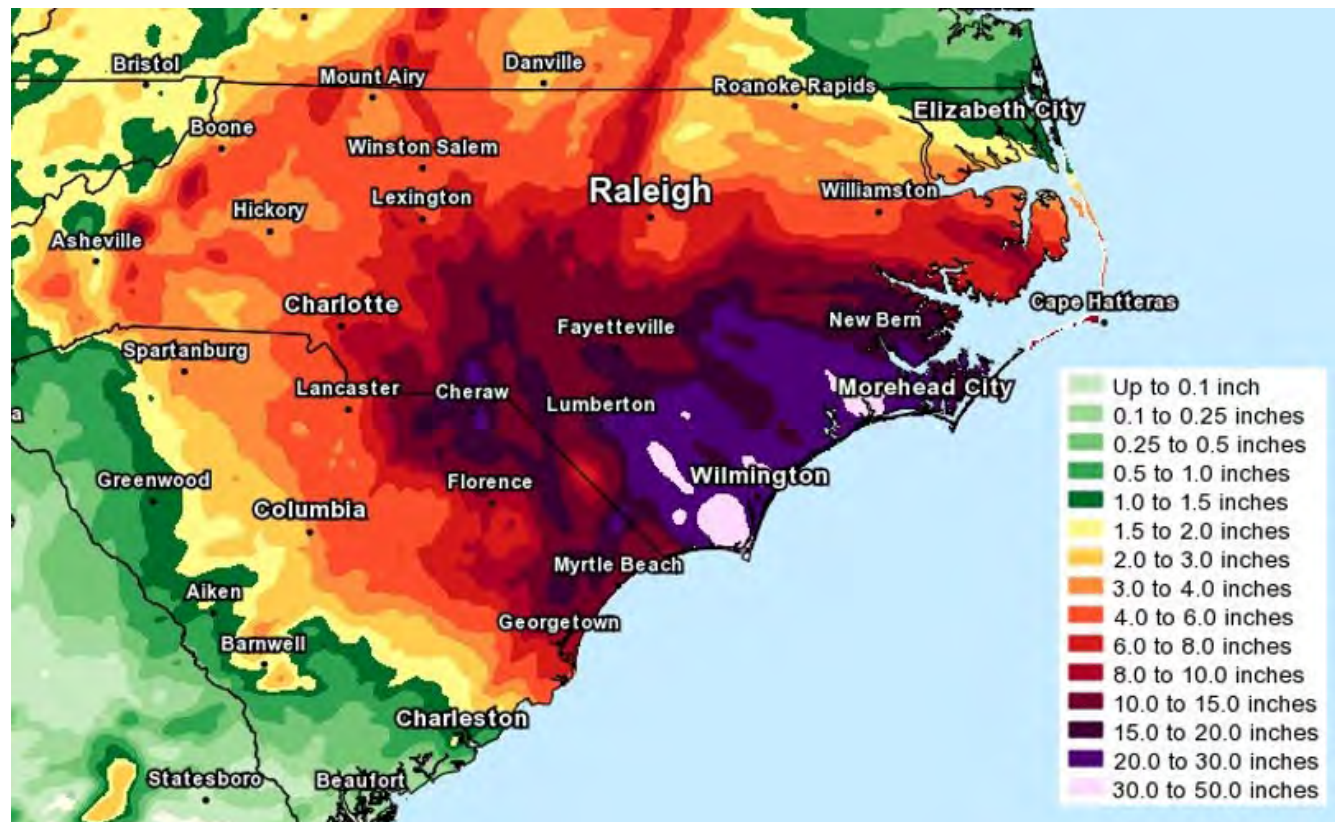 Bristol
Mount Airy
Danville
Roanoke Rapids
Elizabeth City
Boone
Winston Salem
Lexington
Raleigh
Williamston
Hickory
Asheville
Charlotte
Fayetteville
New Bern
Cape Hatteras
Spartanburg
Lancaster
Cheraw
Lumberton
Morehead City
a
Greenwood
Florence
Wilmington
Columbia
Myrtle Beach
Aiken
Georgetown
Barnwell
Charleston
Statesboro
Beaufort
Up to 0.1 inch
0.1 to 0.25 inches
0.25 to 0.5 inches
0.5 to 1.0 inches
1.0 to 1.5 inches
1.5 to 2.0 inches
2.0 to 3.0 inches
3.0 to 4.0 inches
4.0 to 6.0 inches
6.0 to 8.0 inches
8.0 to 10.0 inches
10.0 to 15.0 inches
15.0 to 20.0 inches
20.0 to 30.0 inches
30.0 to 50.0 inches